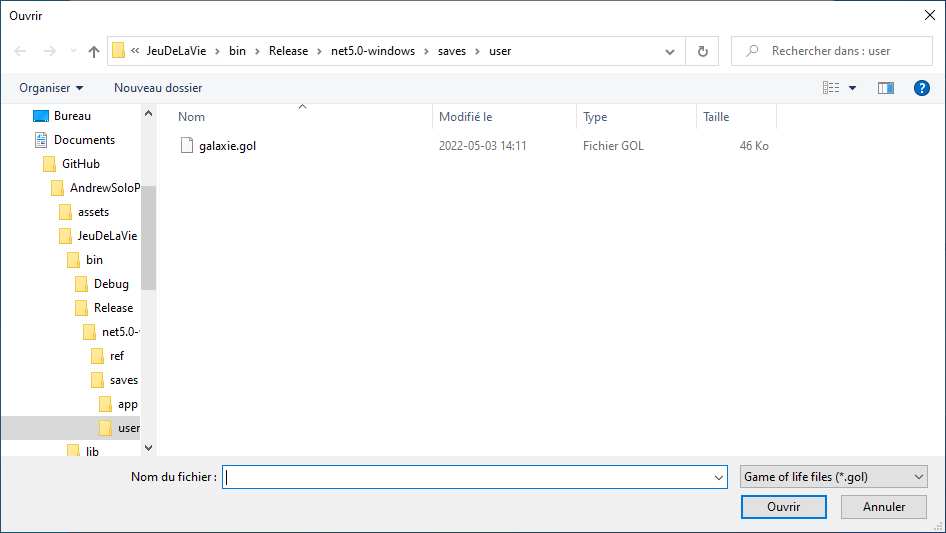 Ouvrir
« JeuDeLaVie › bin › Release › net5.0-windows › saves › user
Rechercher dans : user
Organiser
Nouveau dossier
?
Bureau
Documents
GitHub
AndrewSoloP
assets
JeuDeLaVie
bin
Debug
Release
net5.0-
ref
saves
app
user
lib
Nom
Modifié le
Type
Taille
galaxie.gol
2022-05-03 14:11
Fichier GOL
46 Ko
Nom du fichier :
Game of life files (*.gol)
Ouvrir
Annuler